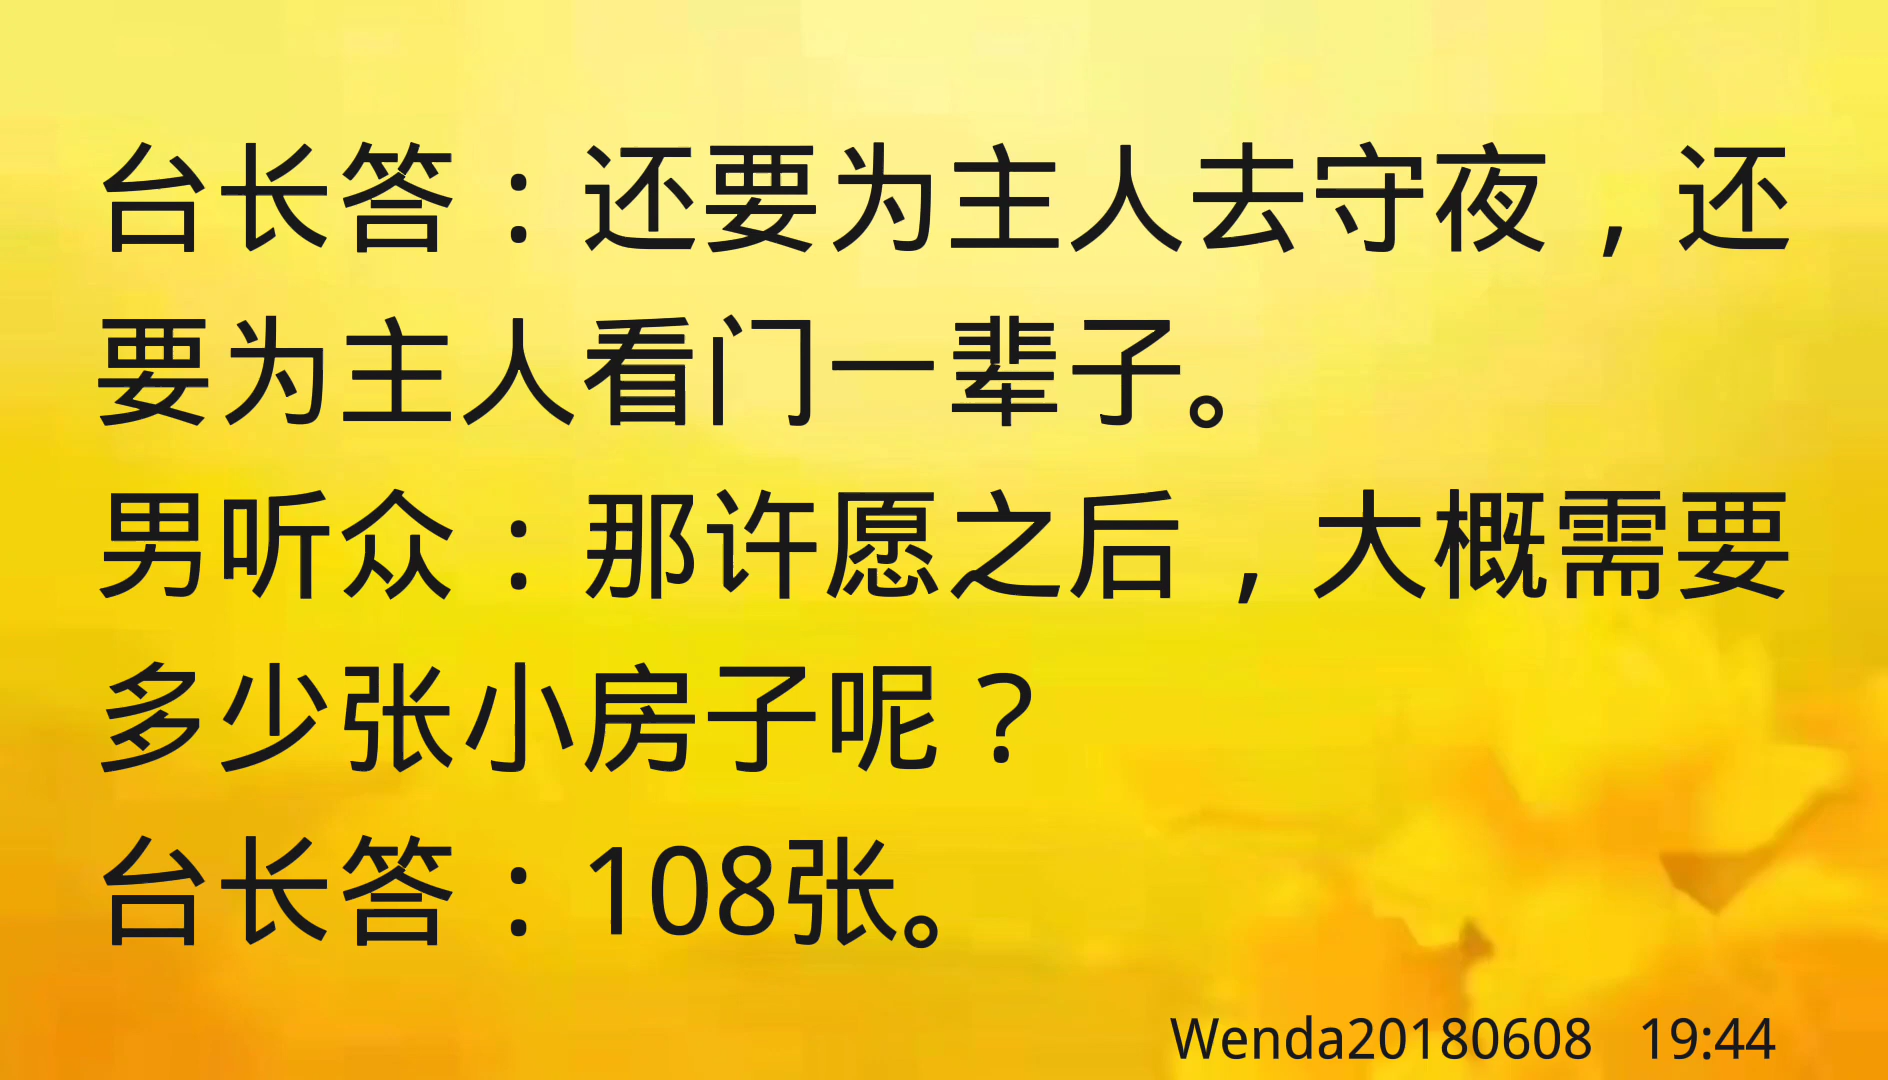 台长答：还要为主人去守夜，还
要为主人看门一辈子。
男听众：那许愿之后，大概需要
多少张小房子呢？
台长答：108张。
Wenda20180608 19:44